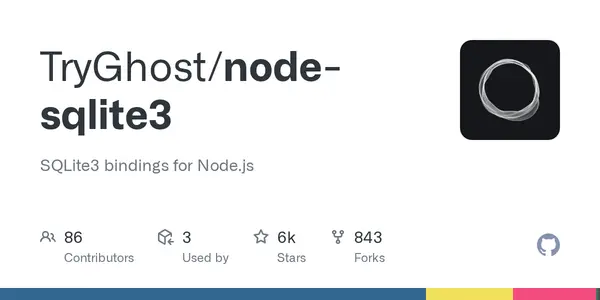 TryGhost/node-
sqlite3
SQLite3 bindings for Node.js
86 3 6k 843
Contributors Used by Stars Forks